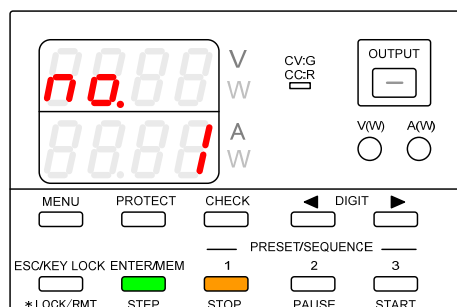 V
W
no.
A
W
1
CV:G
CC:R
OUTPUT
V(W) A(W)
MENU PROTECT CHECK ◀ DIGIT ▶
PRESET/SEQUENCE
ESC/KEY LOCK ENTER/MEM 1 2 3
*LOCK/RMT STEP STOP PAUSE START